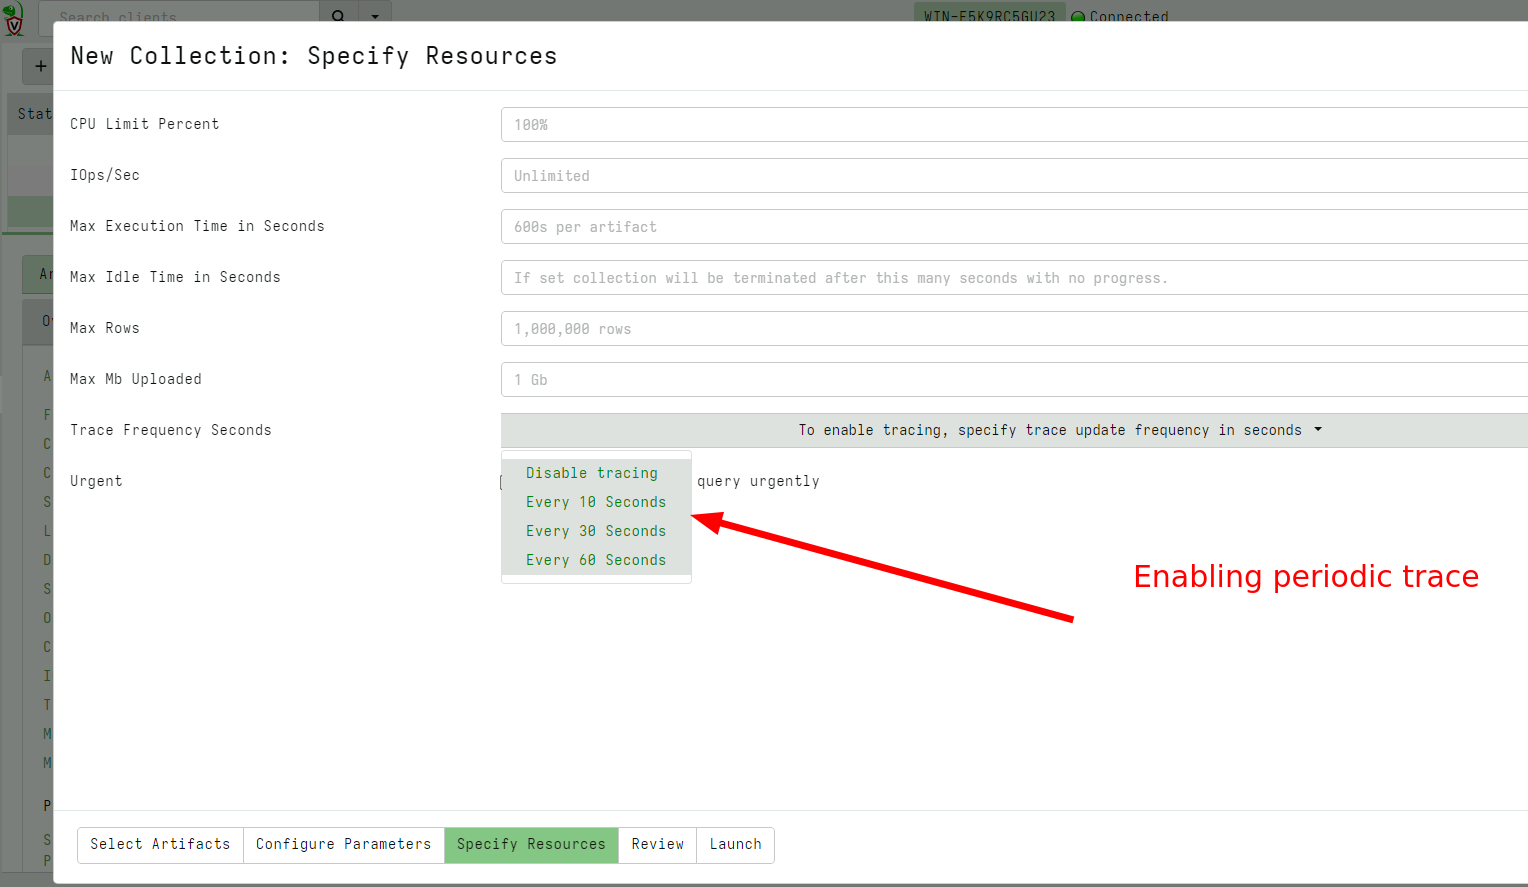 Search clients
WIN-F5K9RC5GU23 Connected
New Collection: Specify Resources
+
Stat
CPU Limit Percent 100%
IOps/Sec Unlimited
Max Execution Time in Seconds 600s per artifact
Max Idle Time in Seconds If set collection will be terminated after this many seconds with no progress.
Max Rows 1,000,000 rows
Max Mb Uploaded 1 Gb
Trace Frequency Seconds To enable tracing, specify trace update frequency in seconds
Disable tracing
Urgent query urgently
Every 10 Seconds
Every 30 Seconds
Every 60 Seconds
Enabling periodic trace
A
F
C
C
S
L
D
S
O
C
I
T
M
M
P
S
P
Select Artifacts Configure Parameters Specify Resources Review Launch